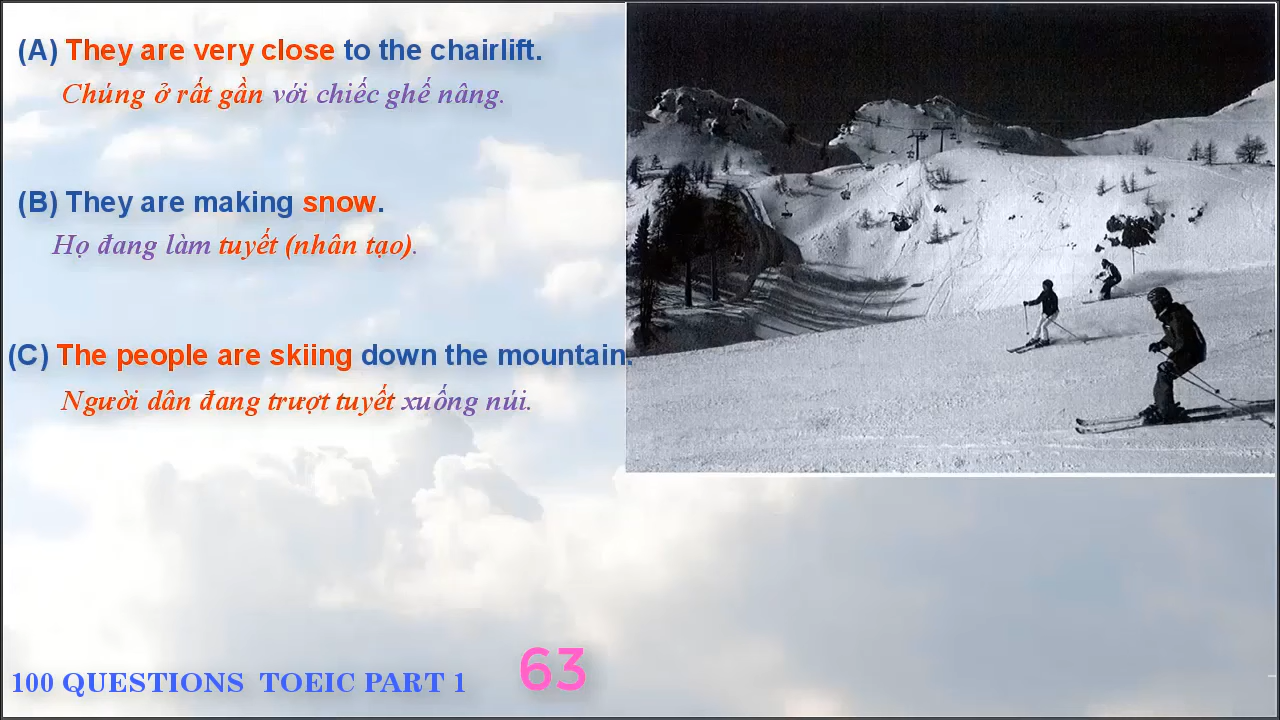 (A) They are very close to the chairlift.
Chúng ở rất gần với chiếc ghế nâng.
(B) They are making snow.
Họ đang làm tuyết (nhân tạo).
(C) The people are skiing down the mountain.
Người dân đang trượt tuyết xuống núi.
100 QUESTIONS TOEIC PART 1 63